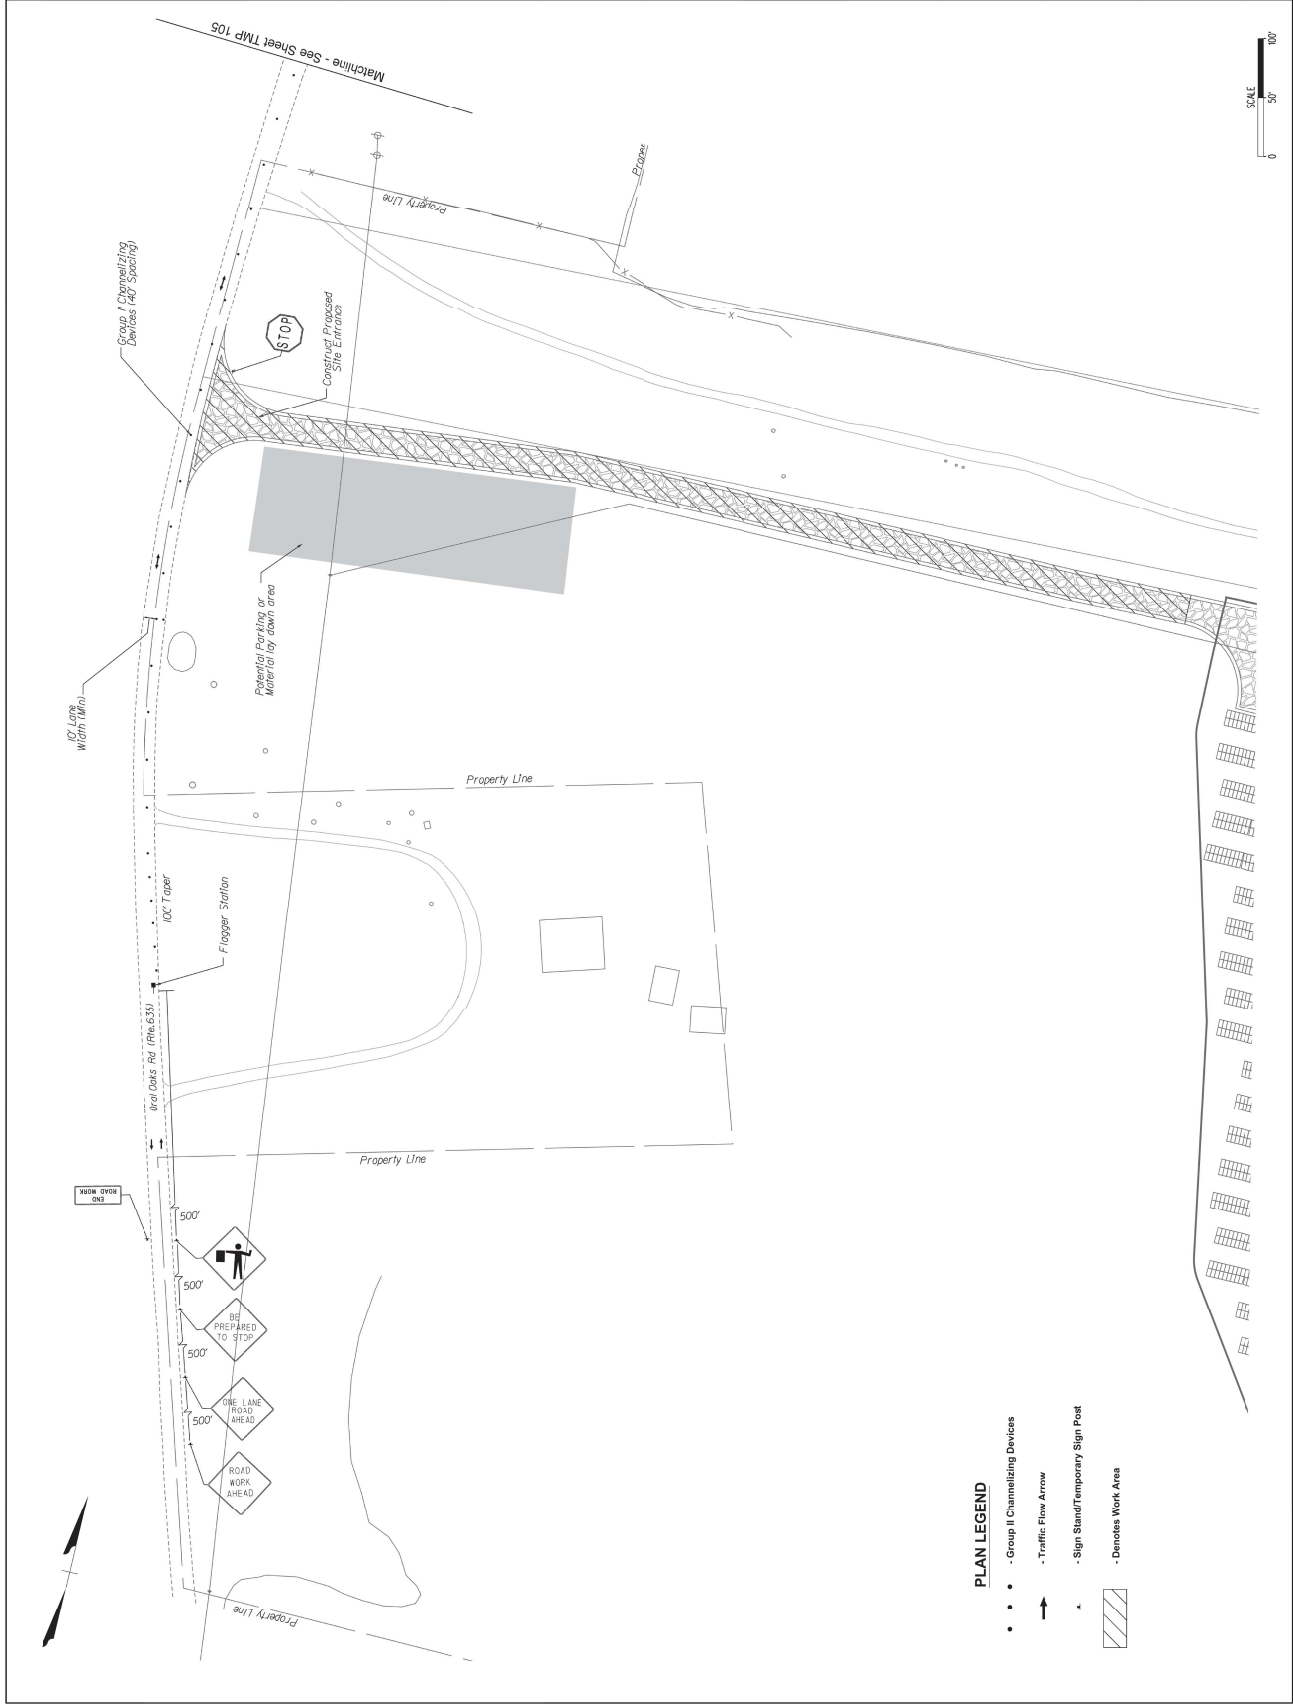 Matchline - See Sheet TMP 105
SCALE
0
50'
100'
Property Line
Proper
Group 1 Channelizing
Devices (40' Spacing)
STOP
Construct Proposed
Site Entrance
Potential Parking or
Material lay down area
10' Lane
Width (Min)
Property Line
100' Taper
Flagger Station
Oral Oaks Rd (Rte.635)
Property Line
END
ROAD WORK
500'
500'
BE
PREPARED
TO STOP
500'
ONE LANE
ROAD
AHEAD
500'
ROAD
WORK
AHEAD
Property Line
PLAN LEGEND
- Group II Channelizing Devices
- Traffic Flow Arrow
- Sign Stand/Temporary Sign Post
- Denotes Work Area